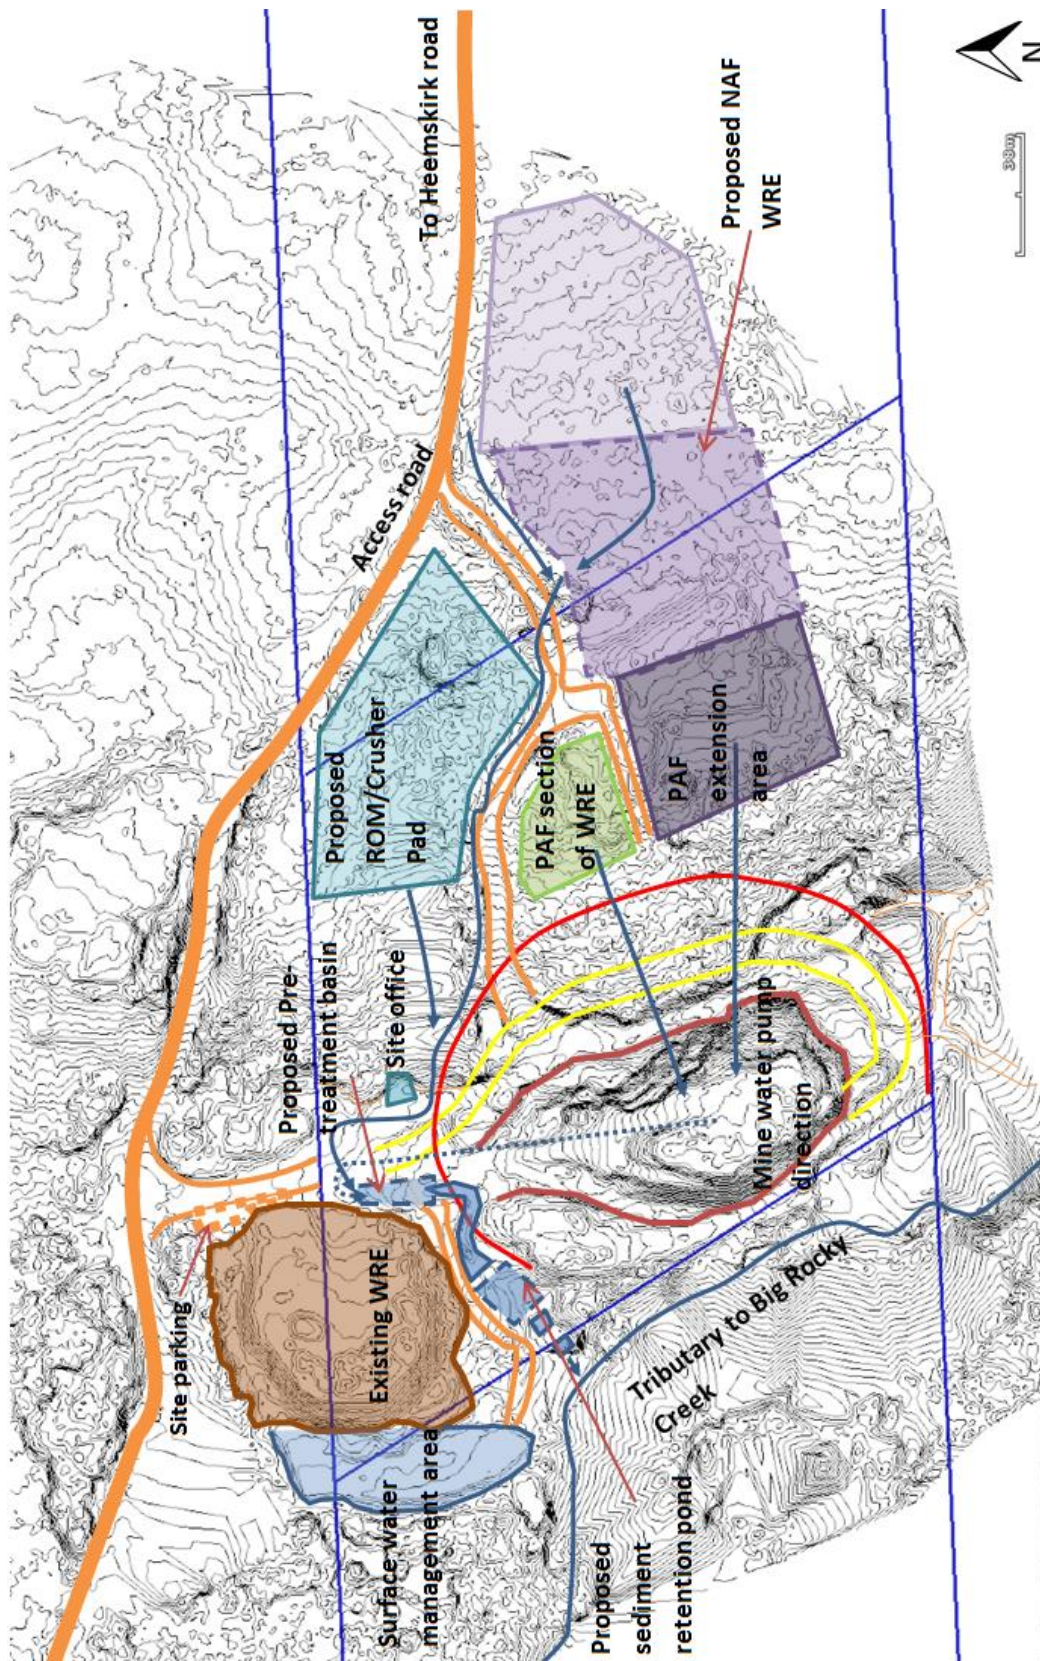 To Heemskirk road
Access road
Proposed NAF
WRE
N
38m
Proposed
ROM/Crusher
Pad
PAF section
of WRE
PAF
extension
area
Proposed Pre-
treatment basin
Site office
Mine water pump
direction
Site parking
Existing WRE
Surface water
management area
Tributary to Big Rocky
Creek
Proposed
sediment
retention pond